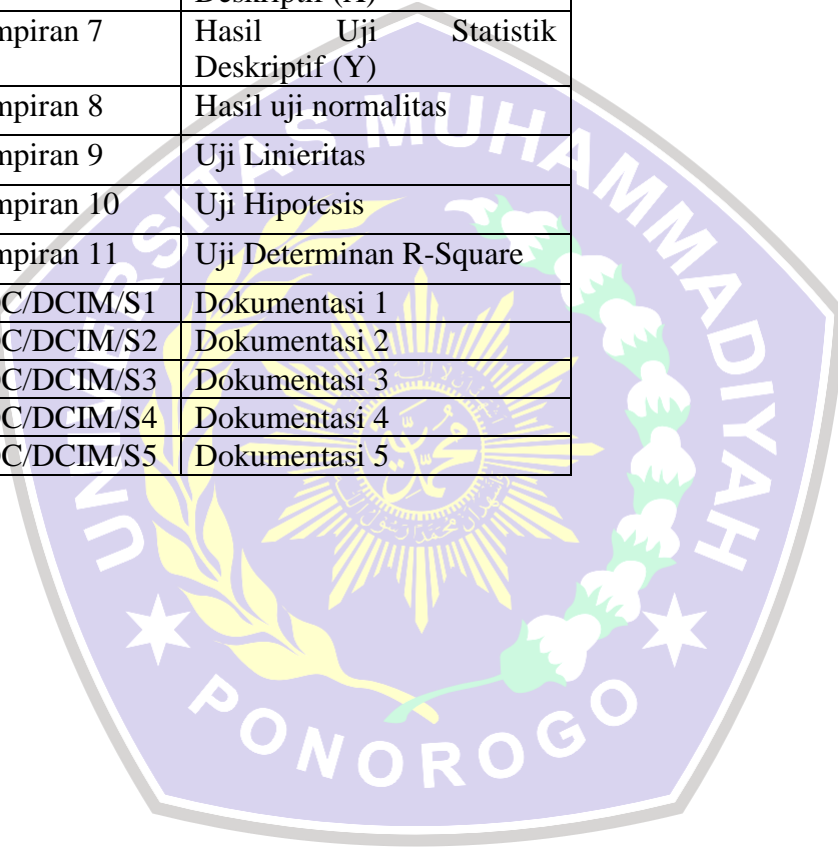 mpiran 7 Hasil Uji Statistik
Deskriptif (Y)
mpiran 8 Hasil uji normalitas
mpiran 9 Uji Linieritas
mpiran 10 Uji Hipotesis
mpiran 11 Uji Determinan R-Square
C/DCIM/S1 Dokumentasi 1
C/DCIM/S2 Dokumentasi 2
C/DCIM/S3 Dokumentasi 3
C/DCIM/S4 Dokumentasi 4
C/DCIM/S5 Dokumentasi 5
UNIVERSITAS MUHAMMADIYAH
PONOROGO